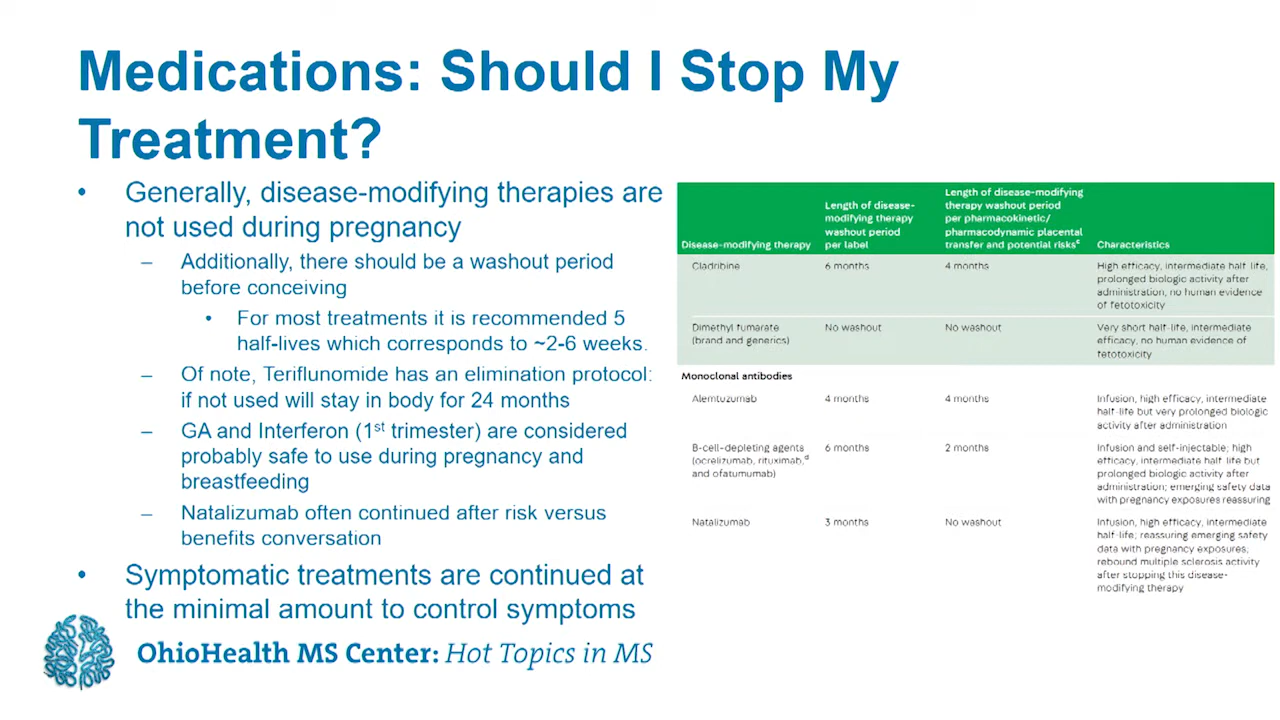 Medications: Should I Stop My
Treatment?
• Generally, disease-modifying therapies are
not used during pregnancy
– Additionally, there should be a washout period
before conceiving
• For most treatments it is recommended 5
half-lives which corresponds to ~2-6 weeks.
– Of note, Teriflunomide has an elimination protocol:
if not used will stay in body for 24 months
– GA and Interferon (1st trimester) are considered
probably safe to use during pregnancy and
breastfeeding
– Natalizumab often continued after risk versus
benefits conversation
• Symptomatic treatments are continued at
the minimal amount to control symptoms
OhioHealth MS Center: Hot Topics in MS
Disease-modifying therapy
Length of disease-
modifying therapy
washout period
per label
Length of disease-modifying
therapy washout period
per pharmacokinetic/
pharmacodynamic placental
transfer and potential risksc
Characteristics
Cladribine
6 months
4 months
High efficacy, intermediate half-life,
prolonged biologic activity after
administration, no human evidence
of fetotoxicity
Dimethyl fumarate
(brand and generics)
No washout
No washout
Very short half-life, intermediate
efficacy, no human evidence of
fetotoxicity
Monoclonal antibodies
Alemtuzumab
4 months
4 months
Infusion, high efficacy, intermediate
half-life but very prolonged biologic
activity after administration
B-cell-depleting agents
(ocrelizumab, rituximab,d
and ofatumumab)
6 months
2 months
Infusion and self-injectable; high
efficacy, intermediate half-life but
prolonged biologic activity after
administration; emerging safety data
with pregnancy exposures reassuring
Natalizumab
3 months
No washout
Infusion, high efficacy, intermediate
half-life; reassuring emerging safety
data with pregnancy exposures;
rebound multiple sclerosis activity
after stopping this disease-
modifying therapy